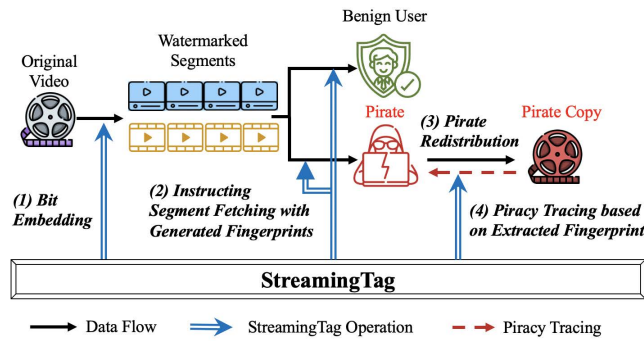 Benign User
Original
Video
Watermarked
Segments
Pirate
(3) Pirate
Redistribution
Pirate Copy
(1) Bit
Embedding
(2) Instructing
Segment Fetching with
Generated Fingerprints
(4) Piracy Tracing based
on Extracted Fingerprint
StreamingTag
Data Flow
StreamingTag Operation
Piracy Tracing